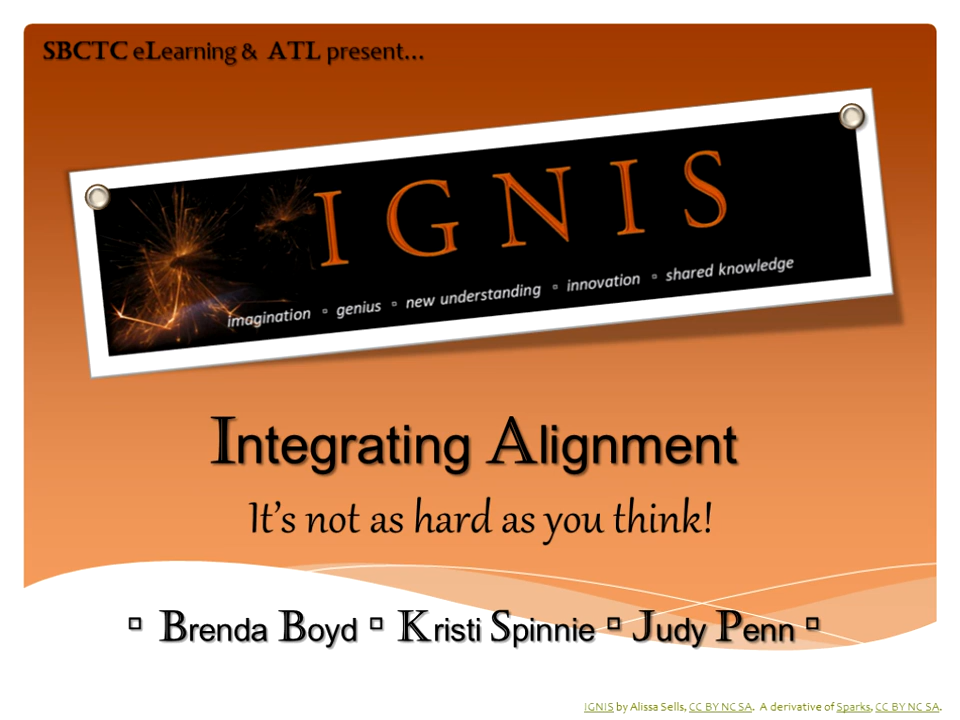 SBCTC eLearning & ATL present...
I G N I S
imagination ▫ genius ▫ new understanding ▫ innovation ▫ shared knowledge
Integrating Alignment
It's not as hard as you think!
▫ Brenda Boyd ▫ Kristi Spinnie ▫ Judy Penn ▫
IGNIS by Alissa Sells, CC BY NC SA. A derivative of Sparks, CC BY NC SA.